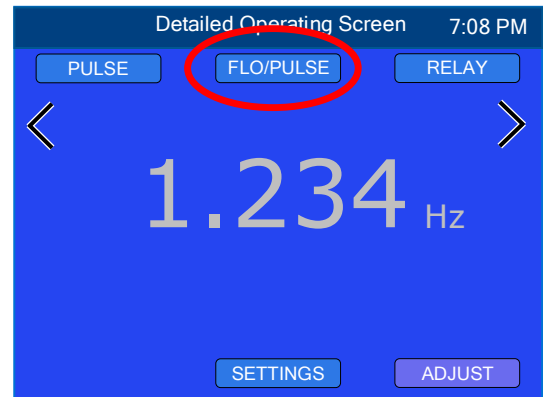 Detailed Operating Screen 7:08 PM
PULSE FLO/PULSE RELAY
1.234 Hz
SETTINGS ADJUST